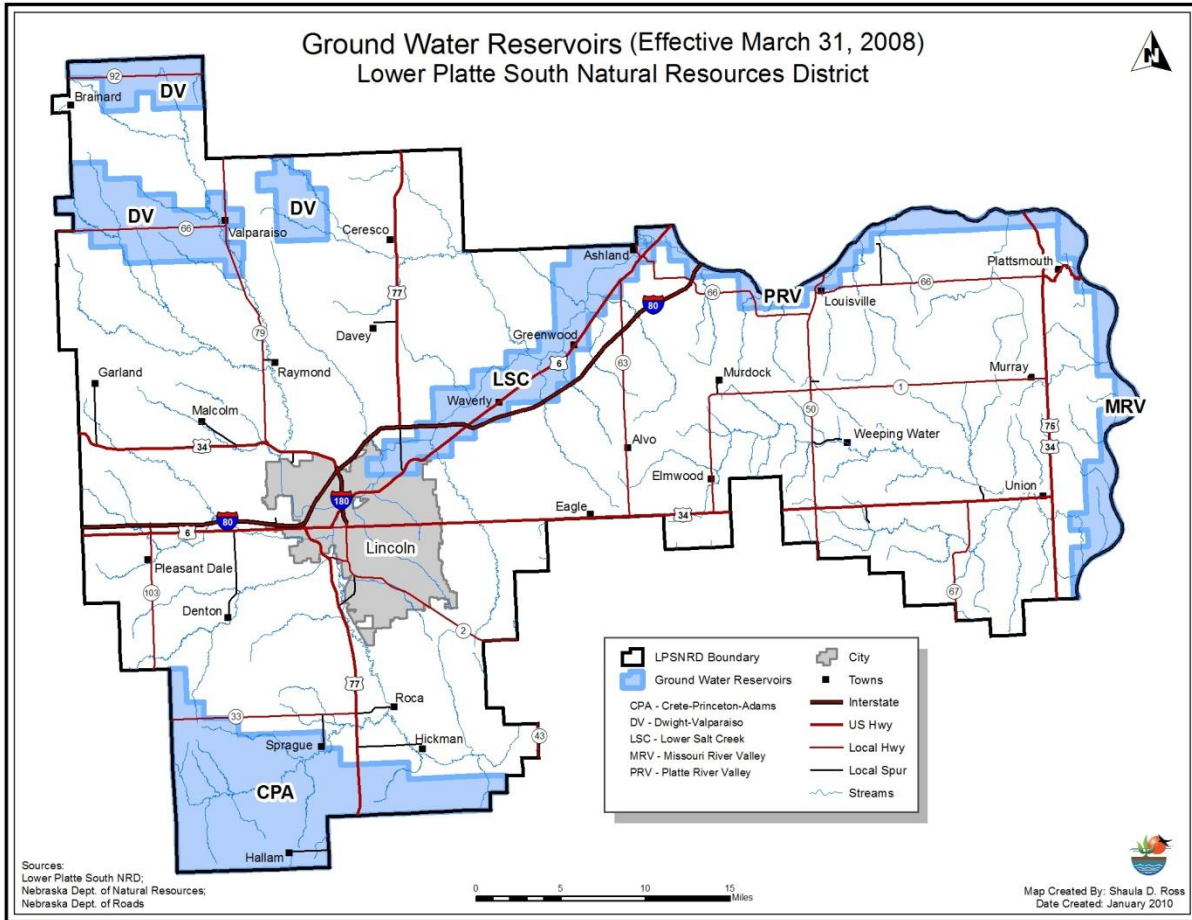 Ground Water Reservoirs (Effective March 31, 2008)
Lower Platte South Natural Resources District
N
92
DV
Brainard
DV
66
Valparaiso
DV
Ceresco
77
Ashland
Plattsmouth
66
PRV
Louisville
66
80
79
Davey
Greenwood
6
63
Raymond
Garland
LSC
Murdock
Murray
1
Waverly
MRV
Malcolm
50
75
34
34
Alvo
Weeping Water
Elmwood
180
Union
80
Eagle
34
6
Lincoln
Pleasant Dale
103
Denton
67
2
77
Roca
33
43
Sprague
Hickman
CPA
Hallam
LPSNRD Boundary
Ground Water Reservoirs
CPA - Crete-Princeton-Adams
DV - Dwight-Valparaiso
LSC - Lower Salt Creek
MRV - Missouri River Valley
PRV - Platte River Valley
City
Towns
Interstate
US Hwy
Local Hwy
Local Spur
Streams
Sources:
Lower Platte South NRD;
Nebraska Dept. of Natural Resources;
Nebraska Dept. of Roads
0 5 10 15
Miles
Map Created By: Shaula D. Ross
Date Created: January 2010